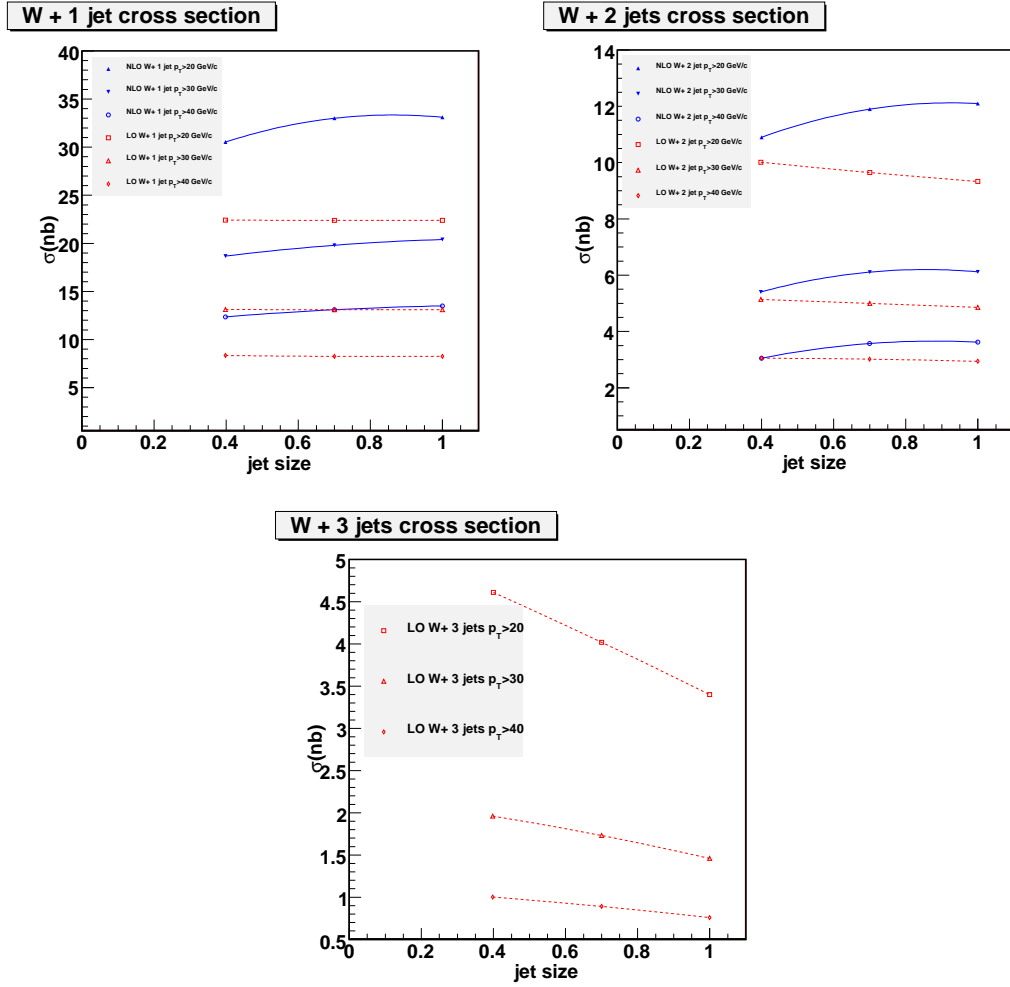 W + 1 jet cross section
40
35
30
25
20
15
10
5
0
0.2
0.4
0.6
0.8
1
σ(nb)
jet size
NLO W+ 1 jet p_T>20 GeV/c
NLO W+ 1 jet p_T>30 GeV/c
NLO W+ 1 jet p_T>40 GeV/c
LO W+ 1 jet p_T>20 GeV/c
LO W+ 1 jet p_T>30 GeV/c
LO W+ 1 jet p_T>40 GeV/c
W + 2 jets cross section
14
12
10
8
6
4
2
0
0.2
0.4
0.6
0.8
1
σ(nb)
jet size
NLO W+ 2 jet p_T>20 GeV/c
NLO W+ 2 jet p_T>30 GeV/c
NLO W+ 2 jet p_T>40 GeV/c
LO W+ 2 jet p_T>20 GeV/c
LO W+ 2 jet p_T>30 GeV/c
LO W+ 2 jet p_T>40 GeV/c
W + 3 jets cross section
5
4.5
4
3.5
3
2.5
2
1.5
1
0.5
0
0.2
0.4
0.6
0.8
1
σ(nb)
jet size
LO W+ 3 jets p_T>20
LO W+ 3 jets p_T>30
LO W+ 3 jets p_T>40